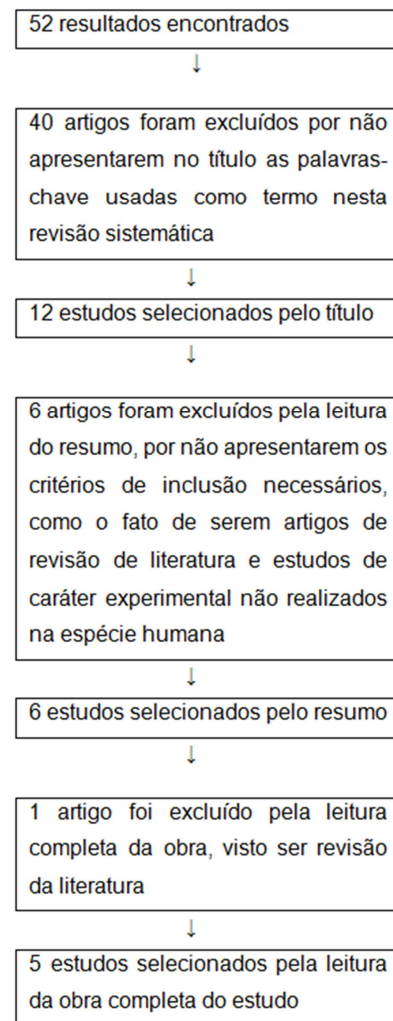 52 resultados encontrados
↓
40 artigos foram excluídos por não
apresentarem no título as palavras-
chave usadas como termo nesta
revisão sistemática
↓
12 estudos selecionados pelo título
↓
6 artigos foram excluídos pela leitura
do resumo, por não apresentarem os
critérios de inclusão necessários,
como o fato de serem artigos de
revisão de literatura e estudos de
caráter experimental não realizados
na espécie humana
↓
6 estudos selecionados pelo resumo
↓
1 artigo foi excluído pela leitura
completa da obra, visto ser revisão
da literatura
↓
5 estudos selecionados pela leitura
da obra completa do estudo